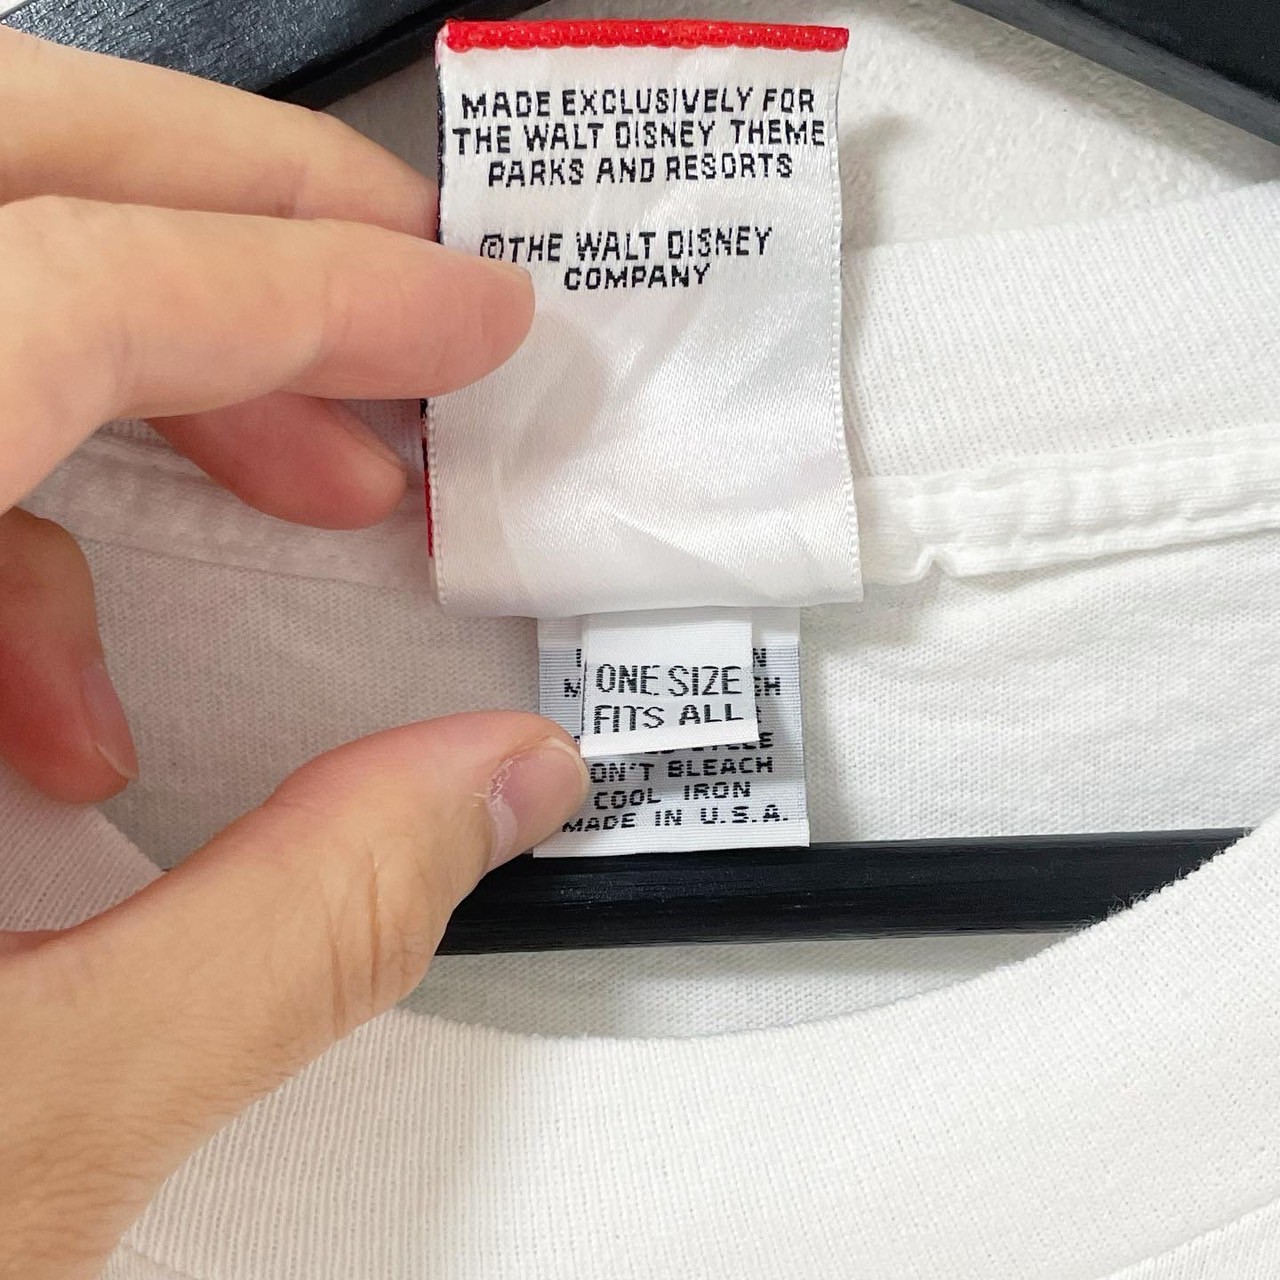 MADE EXCLUSIVELY FOR
THE WALT DISNEY THEME
PARKS AND RESORTS
©THE WALT DISNEY
COMPANY
ONE SIZE
FITS ALL
ON'T BLEACH
COOL IRON
MADE IN U.S.A.